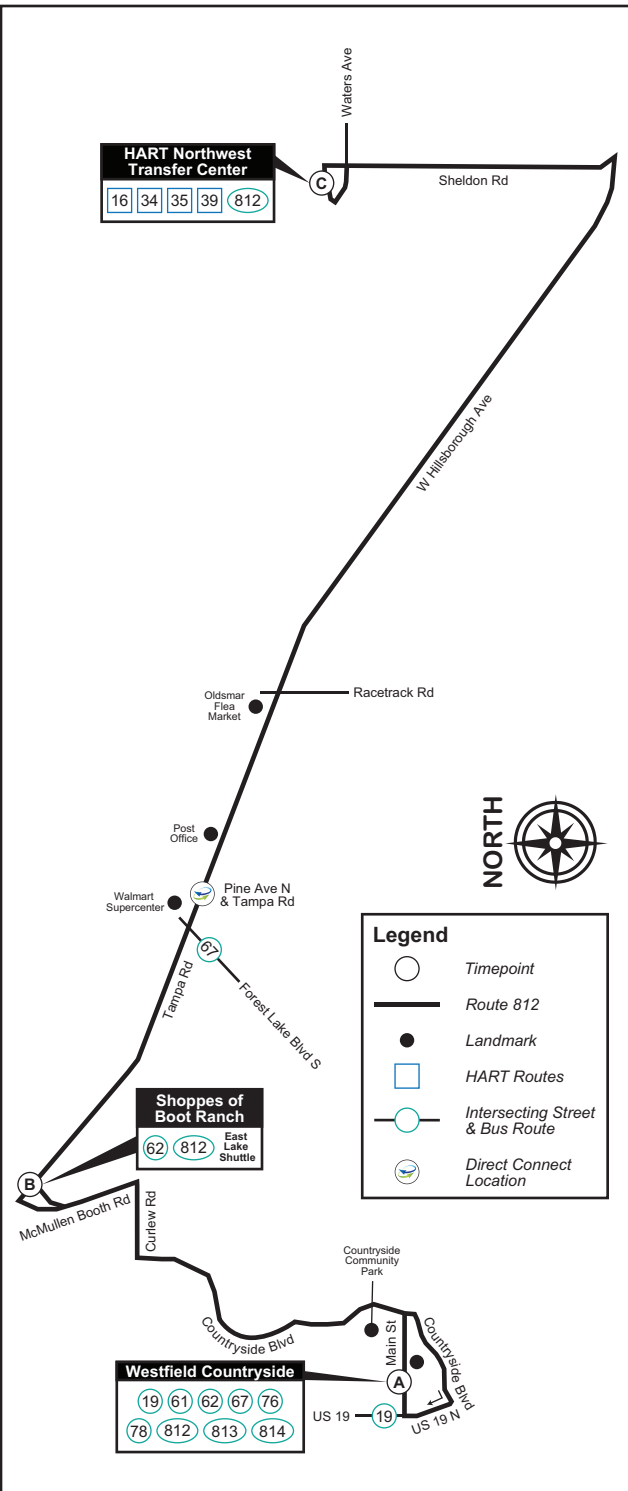 Waters Ave
HART Northwest
Transfer Center
16 34 35 39 812
C
Sheldon Rd
W Hillsborough Ave
Oldsmar
Flea
Market
Racetrack Rd
Post
Office
NORTH
Walmart
Supercenter
Pine Ave N
& Tampa Rd
67
Forest Lake Blvd S
Tampa Rd
Legend
Timepoint
Route 812
Landmark
HART Routes
Intersecting Street
& Bus Route
Direct Connect
Location
Shoppes of
Boot Ranch
62 812 East
Lake
Shuttle
B
McMullen Booth Rd
Curlew Rd
Countryside
Community
Park
Countryside Blvd
Main St
Countryside Blvd
Westfield Countryside
19 61 62 67 76
78 812 813 814
A
US 19
19
US 19 N